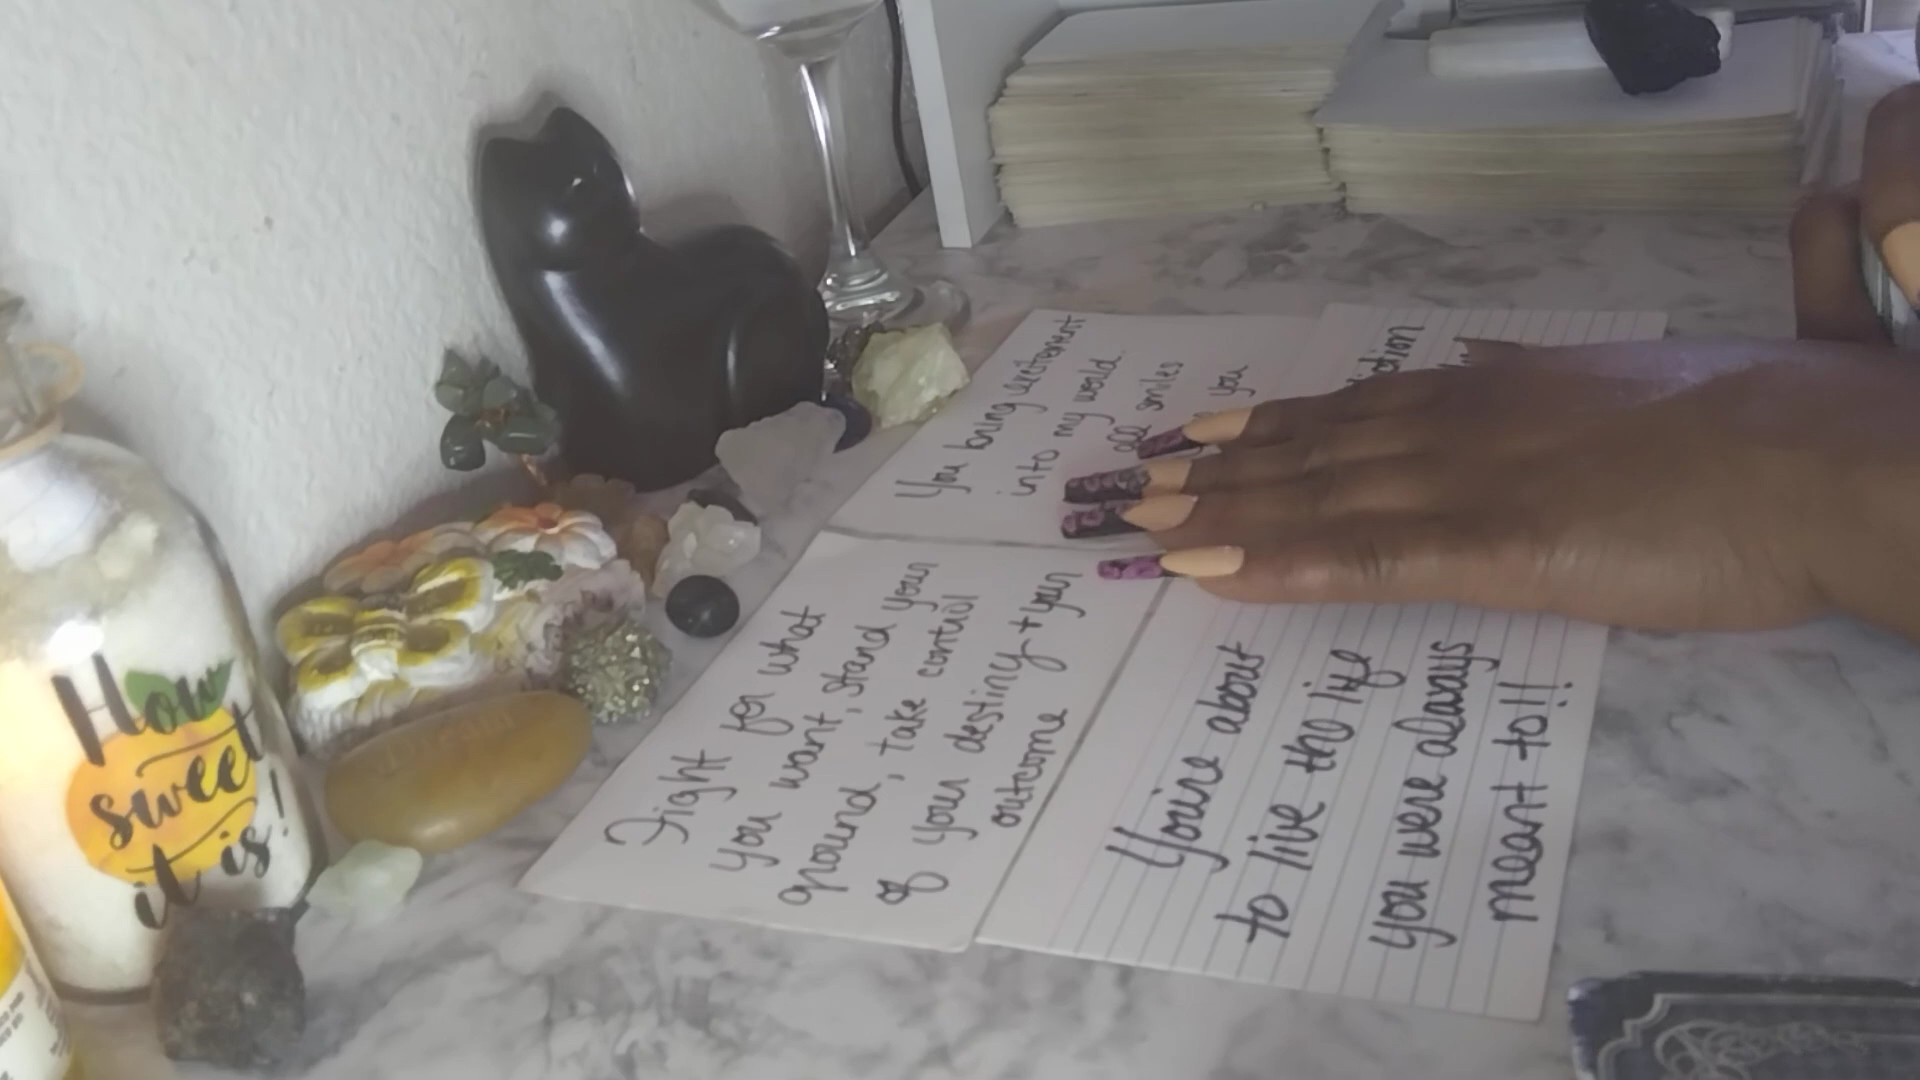 You bring excitement
into my world.
all smiles
you
Fight for what
you want, stand your
ground, take control
of your destiny + your
outcome
You're about
to live the life
you were always
meant to!!
How
sweet
it is!
Dream